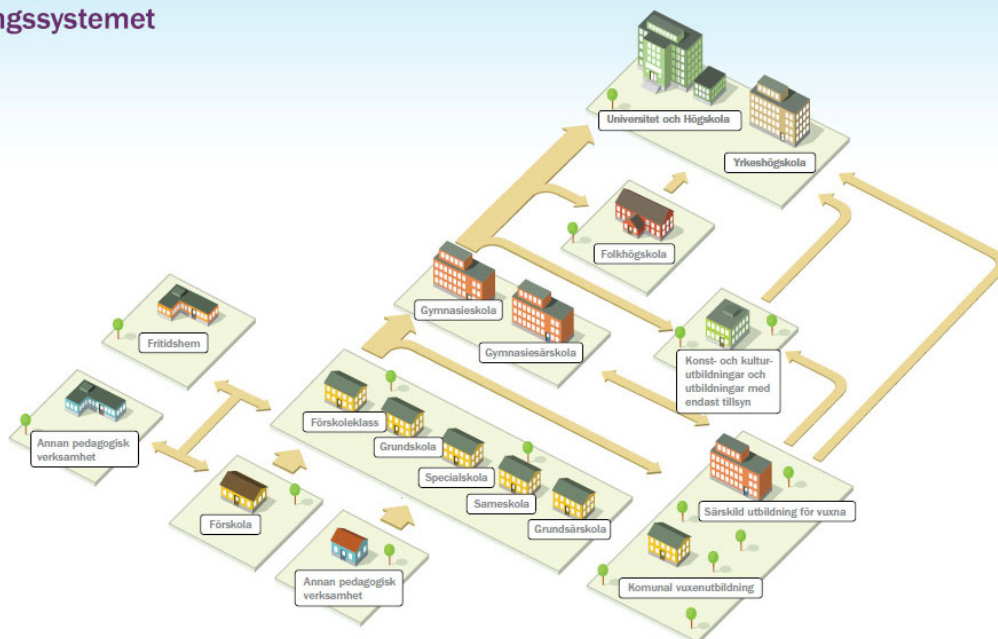 ngssystemet
Universitet och Högskola
Yrkeshögskola
Folkhögskola
Gymnasieskola
Gymnasiesärskola
Fritidshem
Konst- och kultur-
utbildningar och
utbildningar med
endast tillsyn
Annan pedagogisk
verksamhet
Förskoleklass
Grundskola
Specialskola
Sameskola
Grundsärskola
Förskola
Särskild utbildning för vuxna
Annan pedagogisk
verksamhet
Komunal vuxenutbildning